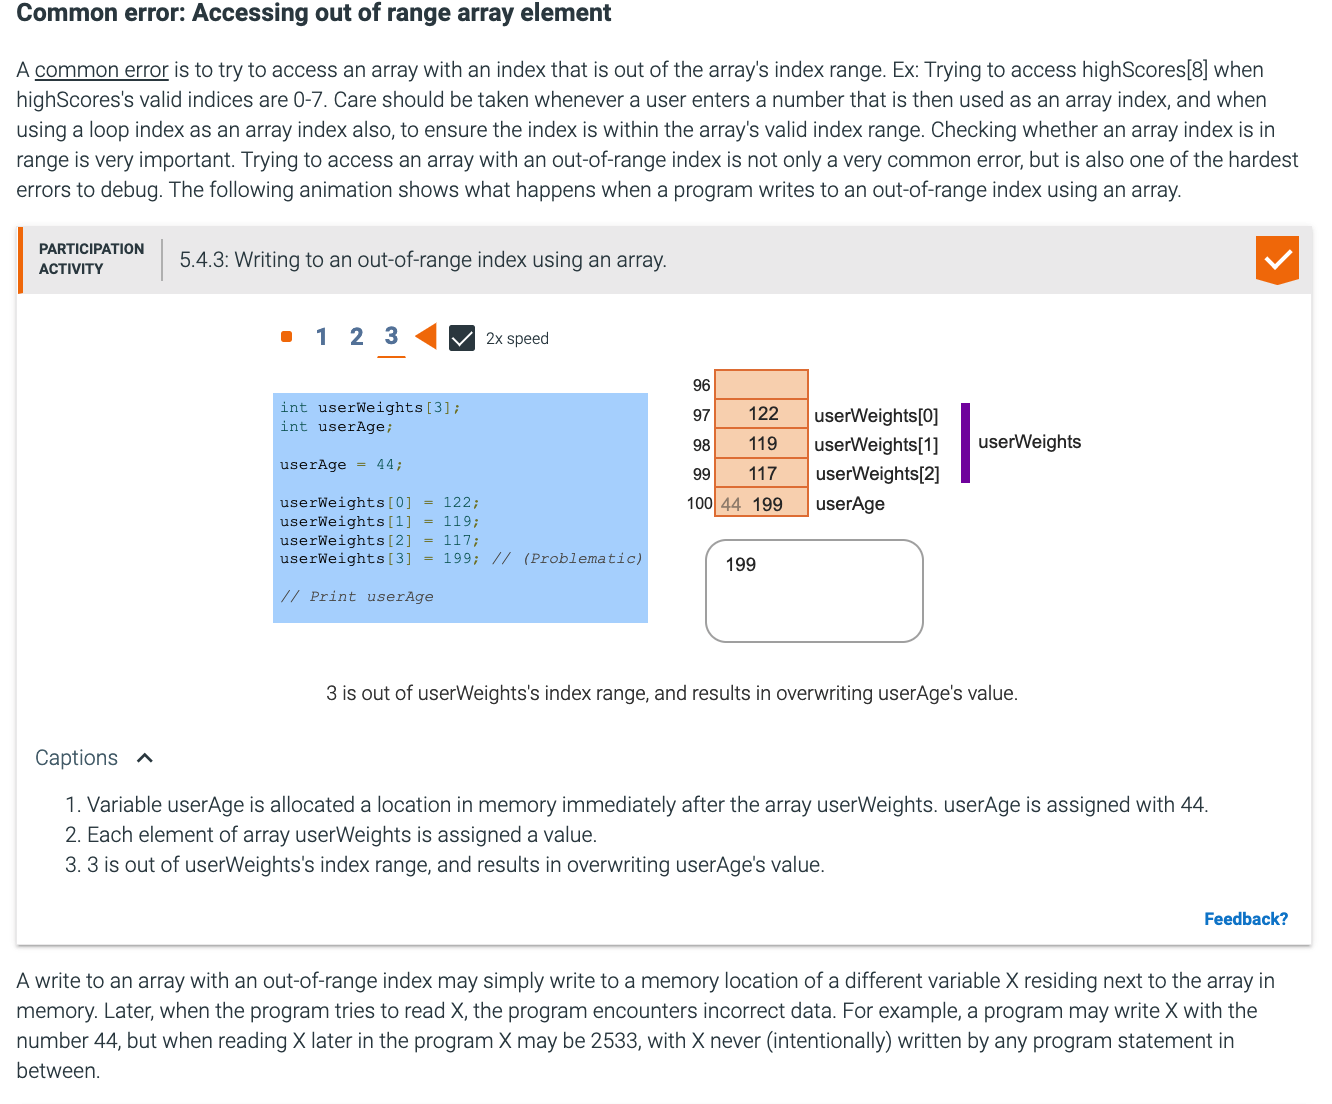 Common error: Accessing out of range array element
A common error is to try to access an array with an index that is out of the array's index range. Ex: Trying to access highScores[8] when
highScores's valid indices are 0-7. Care should be taken whenever a user enters a number that is then used as an array index, and when
using a loop index as an array index also, to ensure the index is within the array's valid index range. Checking whether an array index is in
range is very important. Trying to access an array with an out-of-range index is not only a very common error, but is also one of the hardest
errors to debug. The following animation shows what happens when a program writes to an out-of-range index using an array.
PARTICIPATION
ACTIVITY
5.4.3: Writing to an out-of-range index using an array.
1 2 3 2x speed
int userWeights[3];
int userAge;
userAge = 44;
userWeights[0] = 122;
userWeights[1] = 119;
userWeights[2] = 117;
userWeights[3] = 199; // (Problematic)
// Print userAge
96
97 122 userWeights[0]
98 119 userWeights[1]
99 117 userWeights[2]
100 44 199 userAge
userWeights
199
3 is out of userWeights's index range, and results in overwriting userAge's value.
Captions
1. Variable userAge is allocated a location in memory immediately after the array userWeights. userAge is assigned with 44.
2. Each element of array userWeights is assigned a value.
3. 3 is out of userWeights's index range, and results in overwriting userAge's value.
Feedback?
A write to an array with an out-of-range index may simply write to a memory location of a different variable X residing next to the array in
memory. Later, when the program tries to read X, the program encounters incorrect data. For example, a program may write X with the
number 44, but when reading X later in the program X may be 2533, with X never (intentionally) written by any program statement in
between.